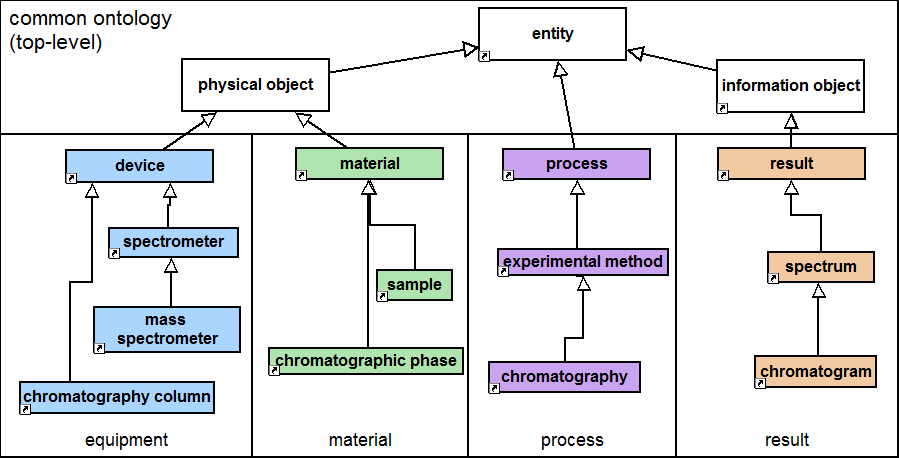 common ontology
(top-level)
entity
physical object
information object
device
material
process
result
spectrometer
experimental method
spectrum
sample
mass
spectrometer
chromatographic phase
chromatography
chromatogram
chromatography column
equipment
material
process
result